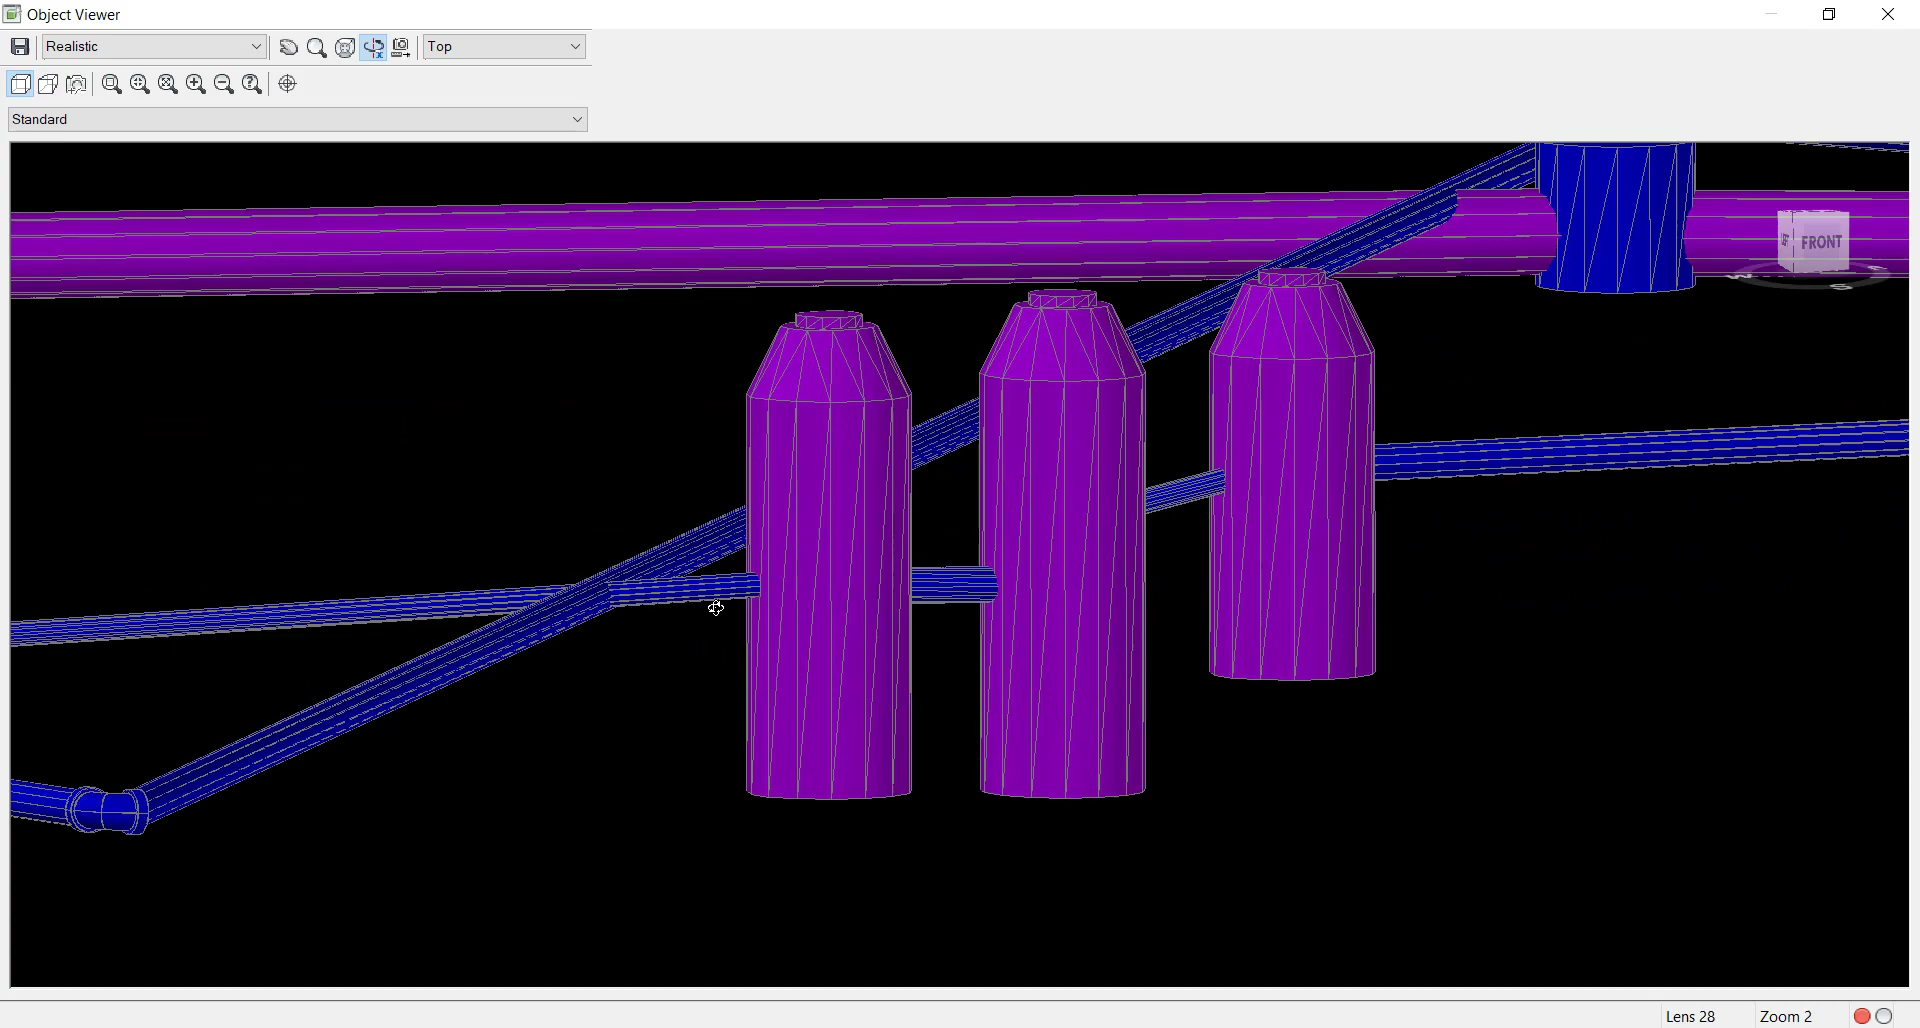 Object Viewer
Realistic
Top
Standard
FRONT
W
S
Lens 28
Zoom 2